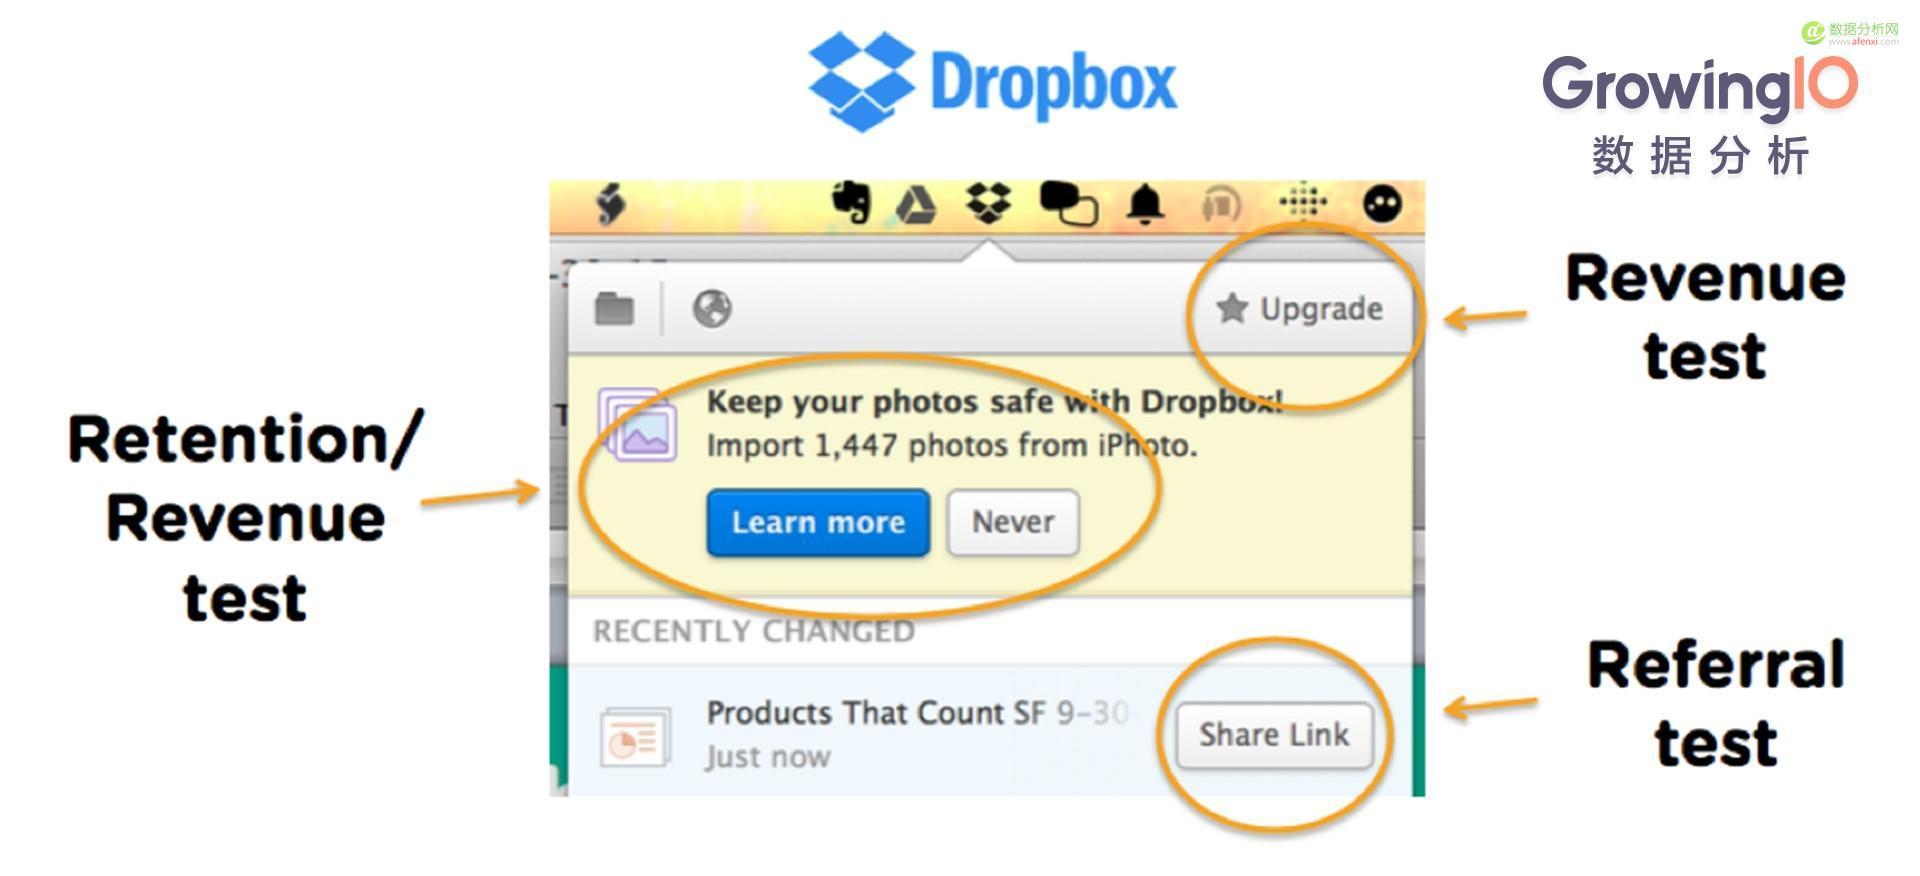 Dropbox
数据分析网
www.afenxi.com
GrowingIO
数据分析
Upgrade
Revenue
test
Keep your photos safe with Dropbox!
Import 1,447 photos from iPhoto.
Learn more
Never
Retention/
Revenue
test
RECENTLY CHANGED
Products That Count SF 9-30-
Just now
Share Link
Referral
test